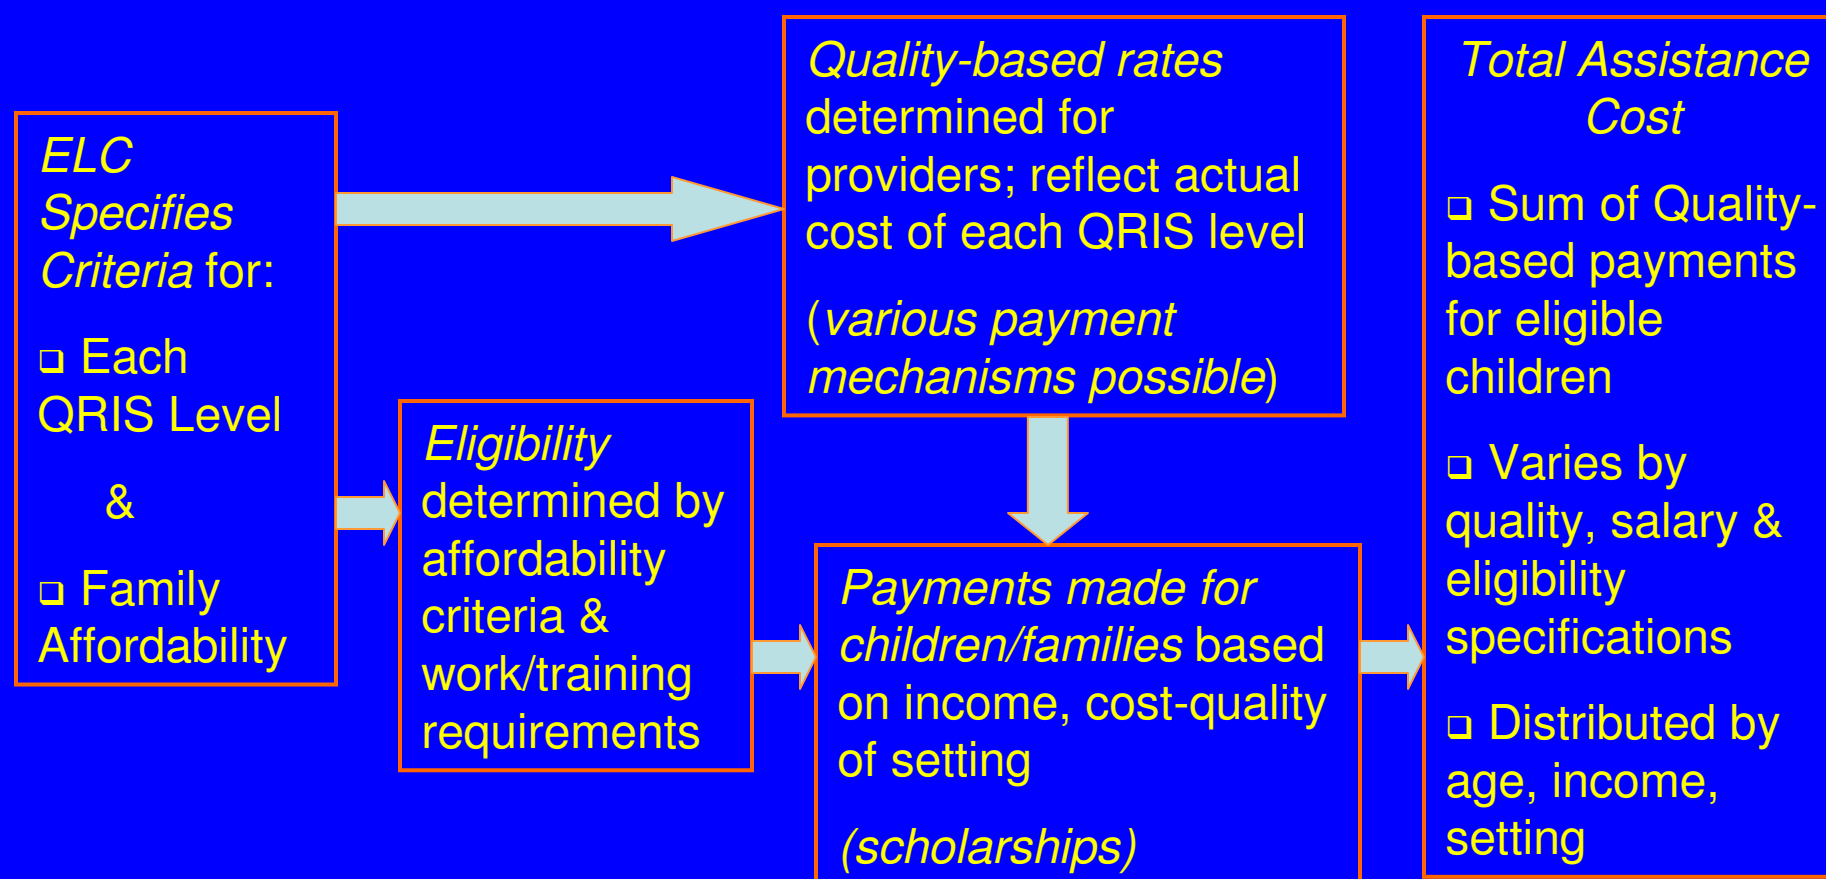 ELC
Specifies
Criteria for:
❑ Each
QRIS Level
&
❑ Family
Affordability
Eligibility
determined by
affordability
criteria &
work/training
requirements
Quality-based rates
determined for
providers; reflect actual
cost of each QRIS level
(various payment
mechanisms possible)
Payments made for
children/families based
on income, cost-quality
of setting
(scholarships)
Total Assistance
Cost
❑ Sum of Quality-
based payments
for eligible
children
❑ Varies by
quality, salary &
eligibility
specifications
❑ Distributed by
age, income,
setting